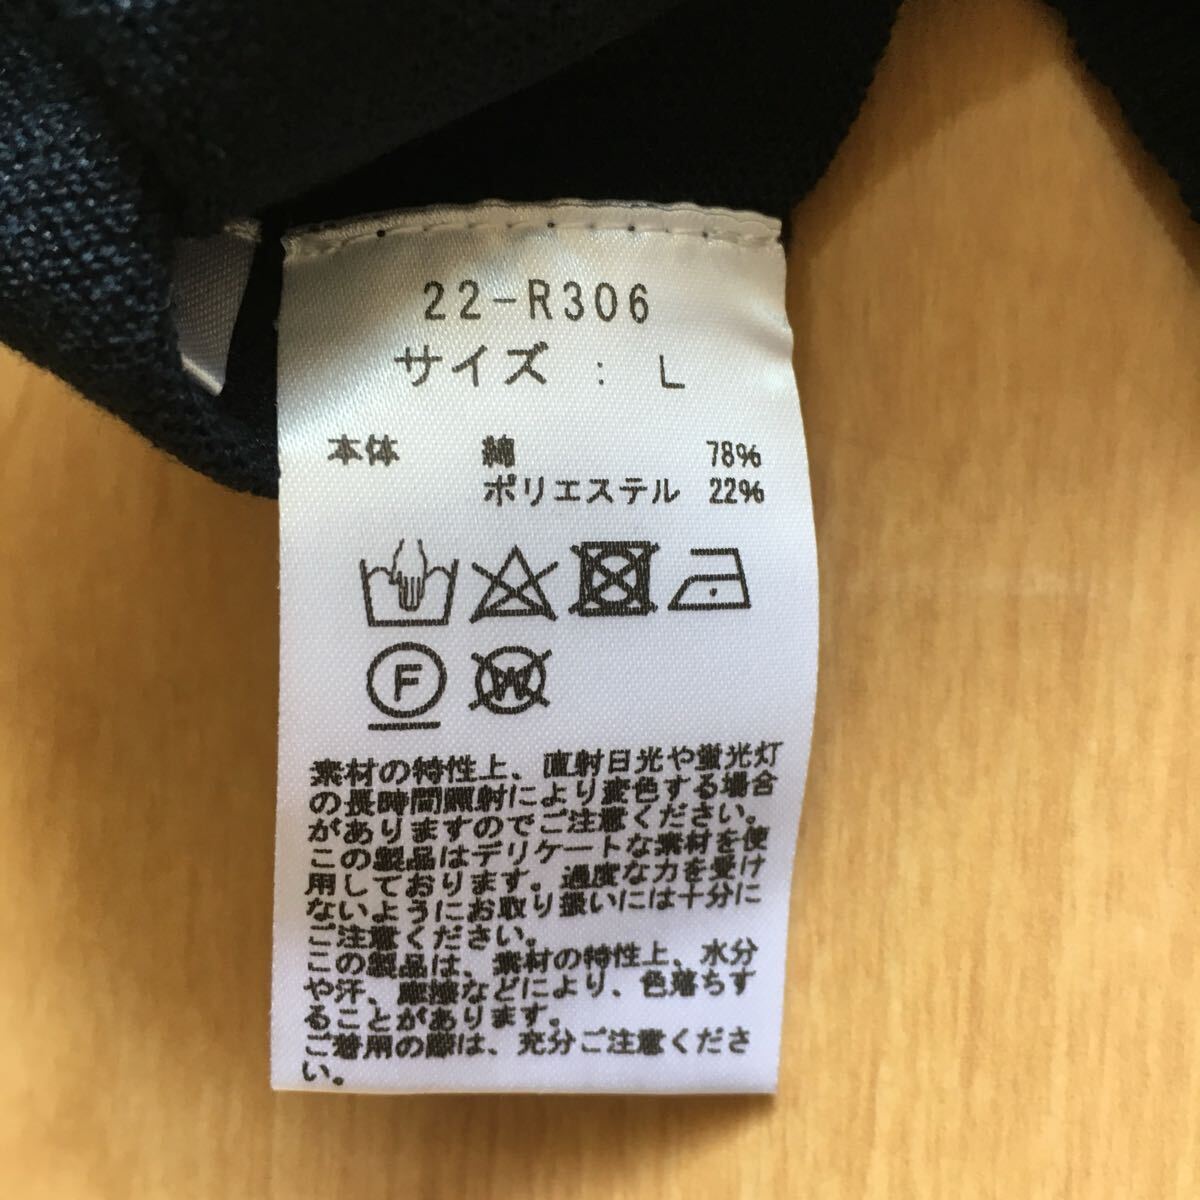 22-R306
サイズ : L
本体 綿 78%
ポリエステル 22%
F
W
素材の特性上、直射日光や蛍光灯
の長時間照射により変色する場合
がありますのでご注意ください。
この製品はデリケートな素材を使
用しております。過度な力を受け
ないようにお取り扱いには十分に
ご注意ください。
この製品は、素材の特性上、水分
や汗、摩擦などにより、色落ちす
ることがあります。
ご着用の際は、充分ご注意くださ
い。